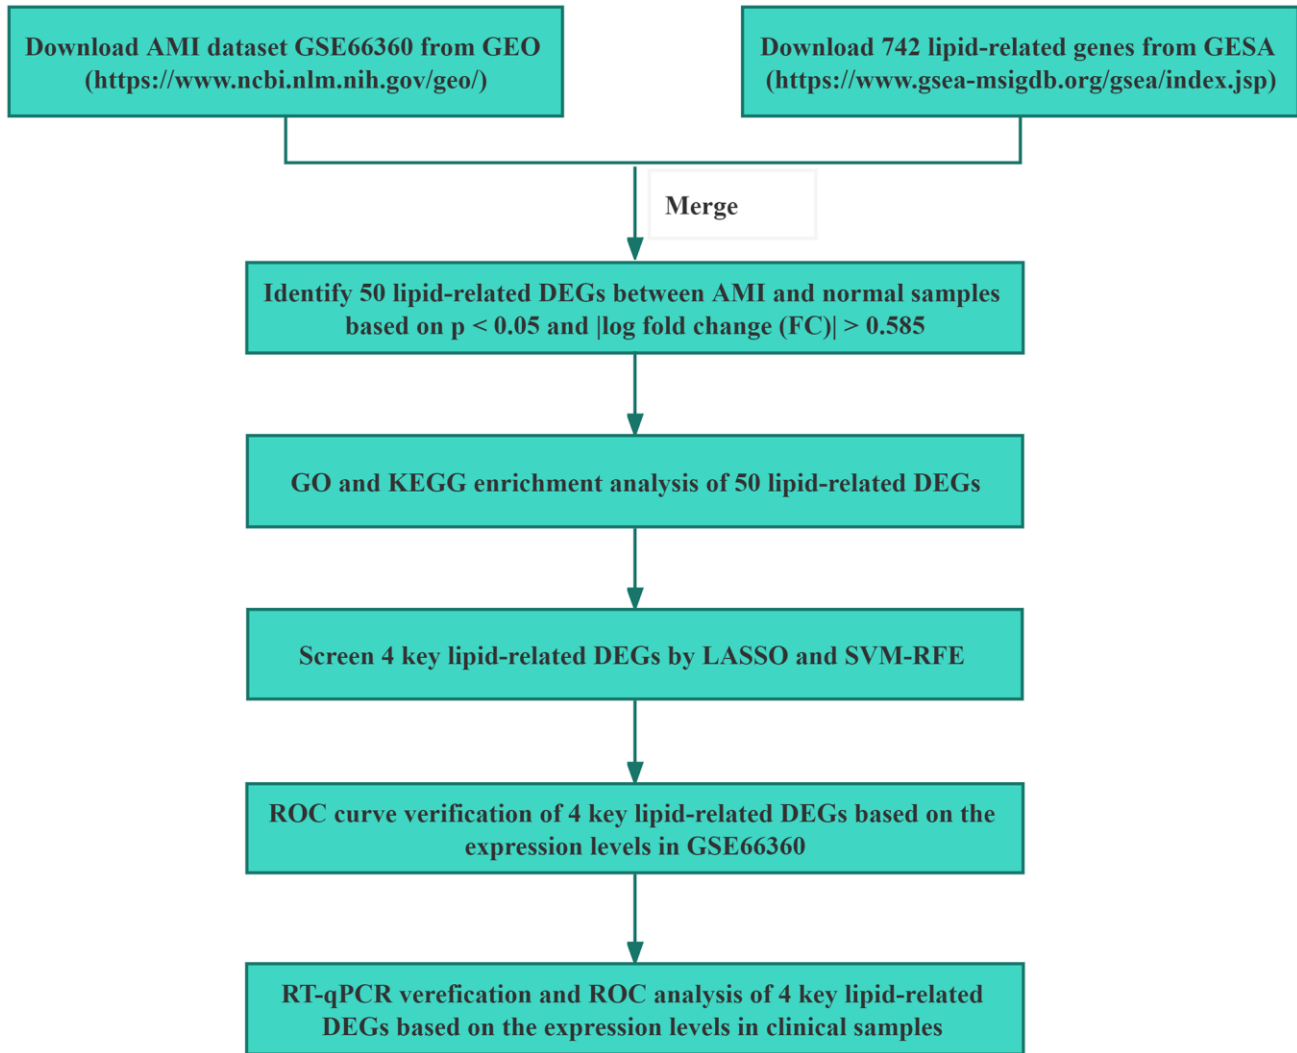 Download AMI dataset GSE66360 from GEO
(https://www.ncbi.nlm.nih.gov/geo/)
Download 742 lipid-related genes from GESA
(https://www.gsea-msigdb.org/gsea/index.jsp)
Merge
Identify 50 lipid-related DEGs between AMI and normal samples
based on p < 0.05 and |log fold change (FC)| > 0.585
GO and KEGG enrichment analysis of 50 lipid-related DEGs
Screen 4 key lipid-related DEGs by LASSO and SVM-RFE
ROC curve verification of 4 key lipid-related DEGs based on the
expression levels in GSE66360
RT-qPCR verefication and ROC analysis of 4 key lipid-related
DEGs based on the expression levels in clinical samples